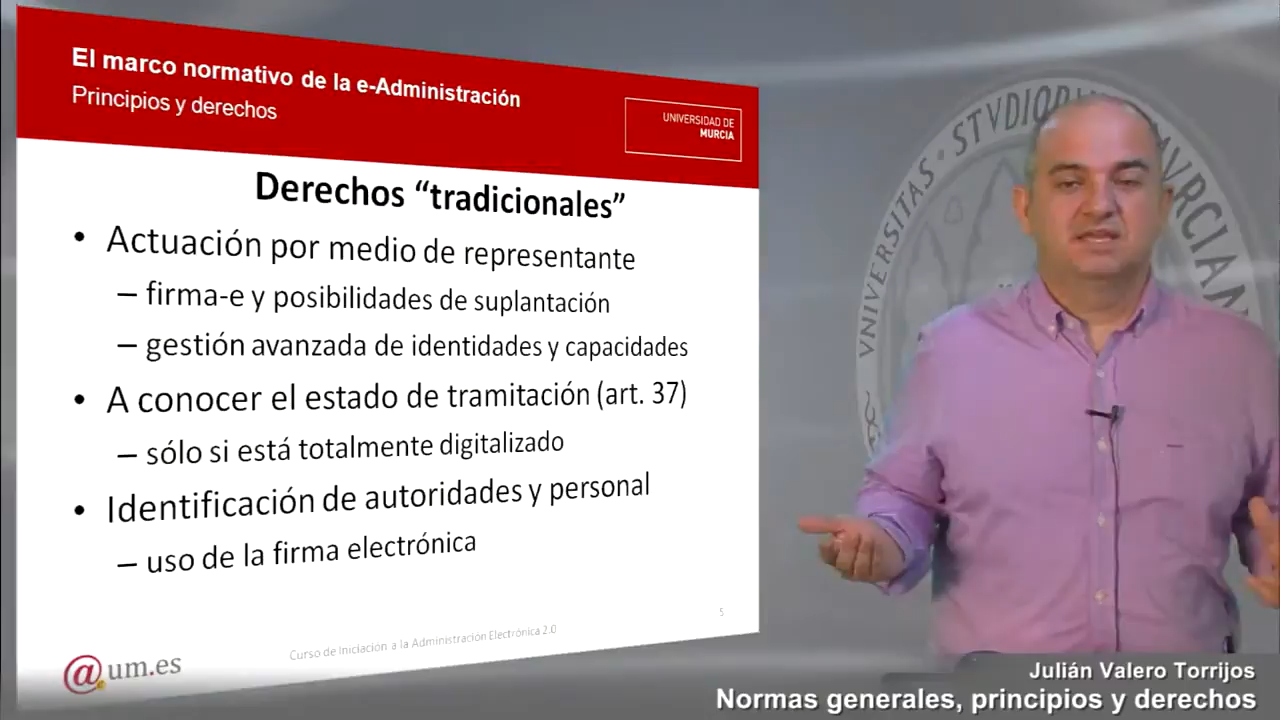 El marco normativo de la e-Administración
Principios y derechos
UNIVERSIDAD DE
MURCIA
Derechos “tradicionales”
• Actuación por medio de representante
– firma-e y posibilidades de suplantación
– gestión avanzada de identidades y capacidades
• A conocer el estado de tramitación (art. 37)
– sólo si está totalmente digitalizado
• Identificación de autoridades y personal
– uso de la firma electrónica
5
Curso de Iniciación a la Administración Electrónica 2.0
@um.es
VNIVERSITAS · STVDIORVM MVRCIANA
Julián Valero Torrijos
Normas generales, principios y derechos